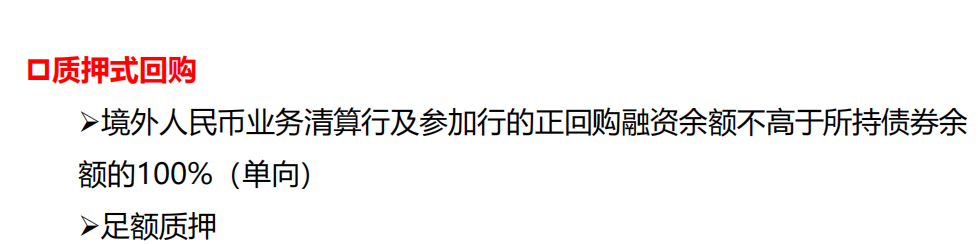 质押式回购
➢境外人民币业务清算行及参加行的正回购融资余额不高于所持债券余
额的100%（单向）
➢足额质押